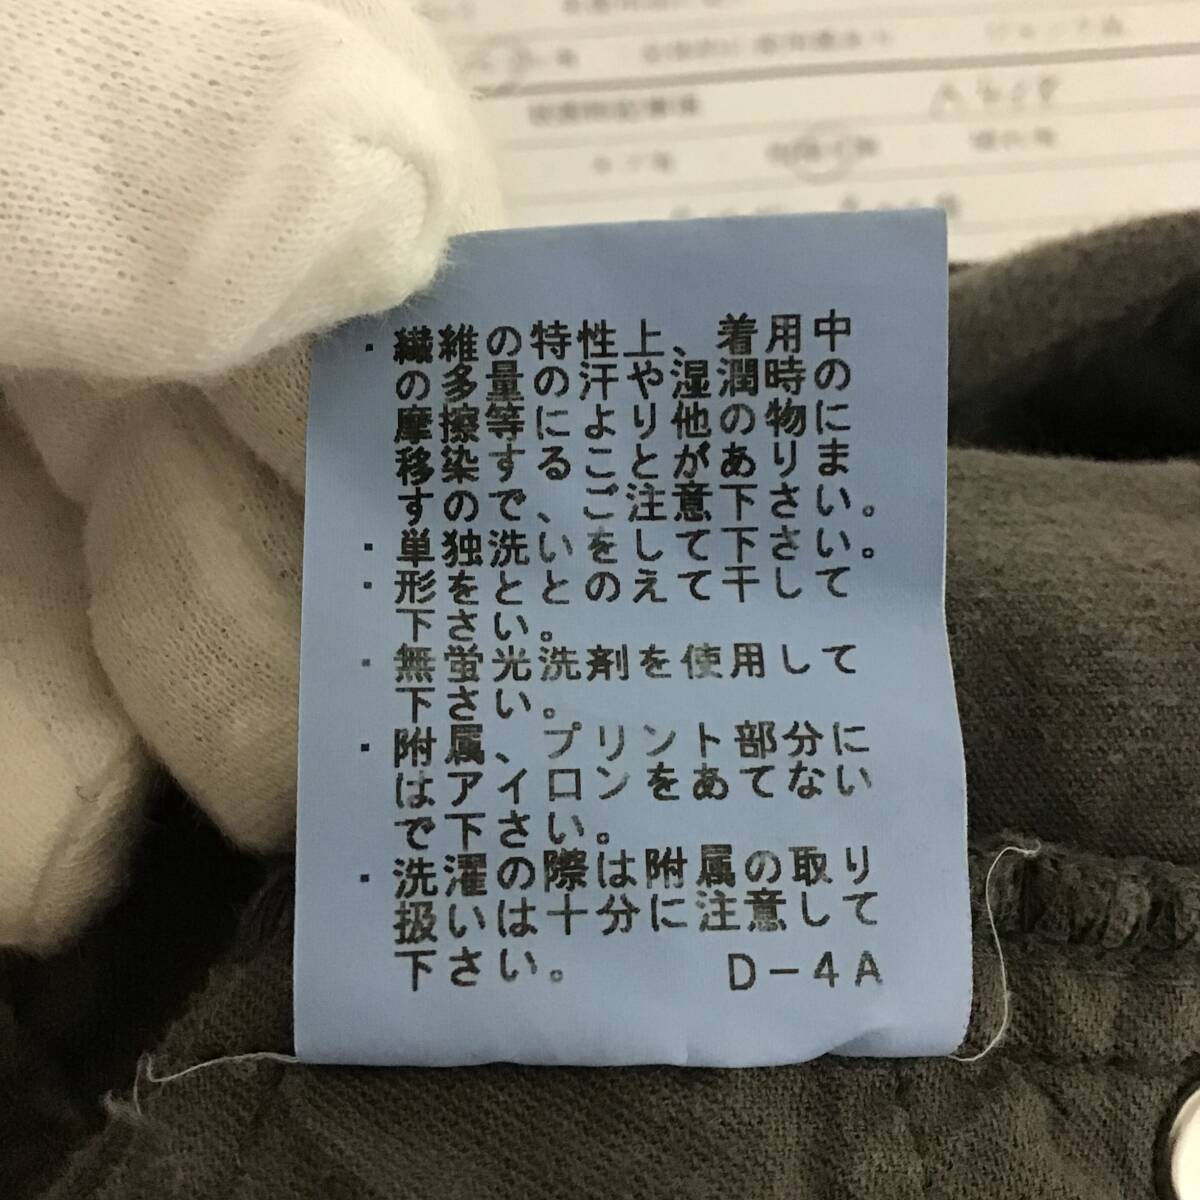 ・繊維の特性上、着用中
の多量の汗や湿潤時の
摩擦等により他の物に
移染することがあります
すので、ご注意下さい。
・単独洗いをして下さい。
・形をととのえて干して
下さい。
・無蛍光洗剤を使用して
下さい。
・附属、プリント部分に
はアイロンをあてない
で下さい。
・洗濯の際は附属の取り
扱いは十分に注意して
下さい。 D-4A